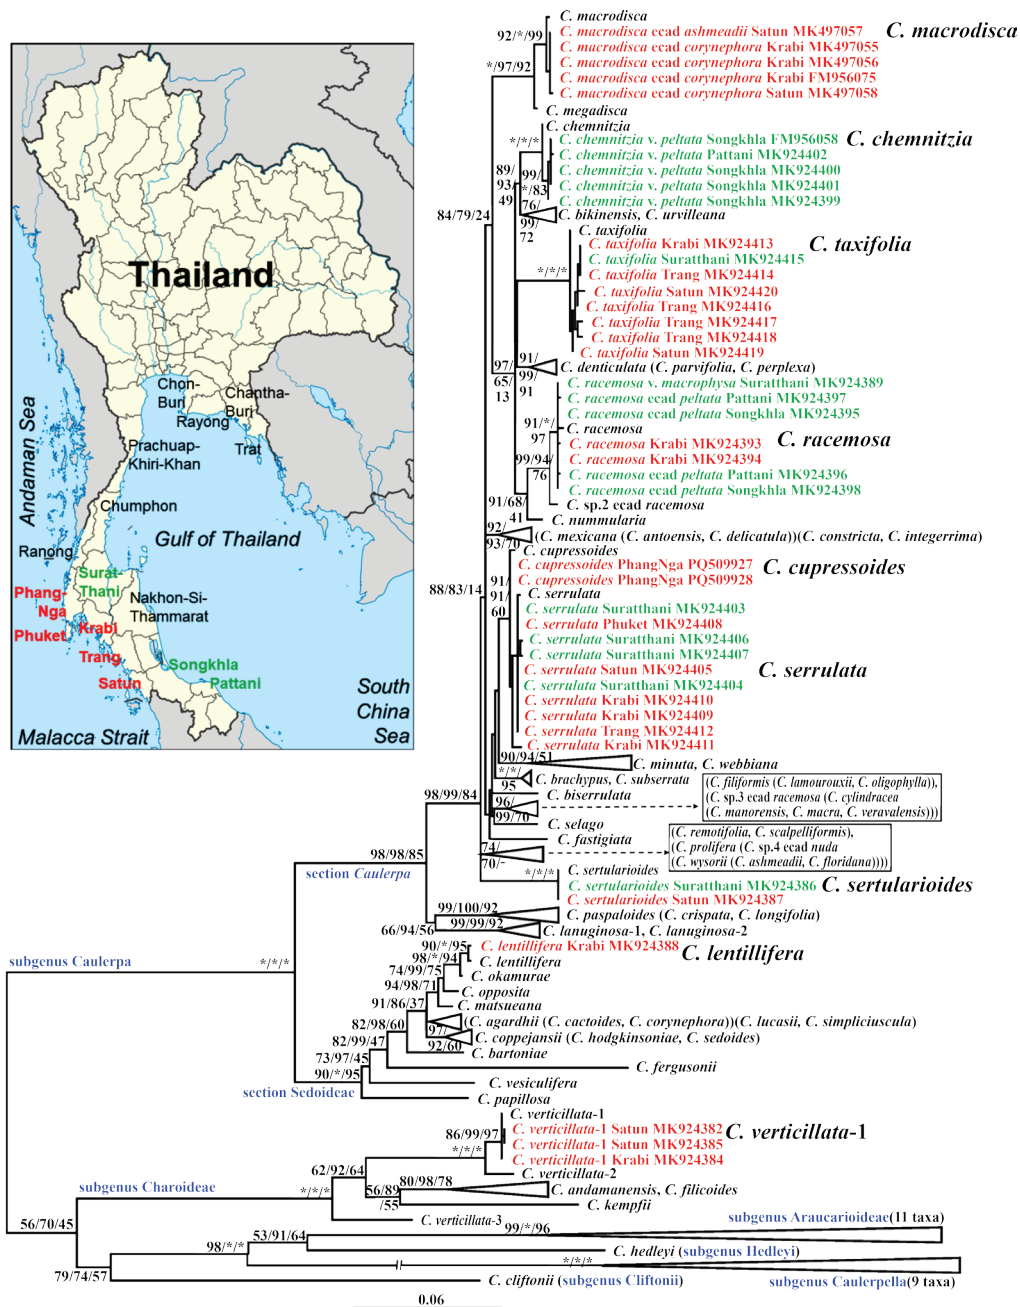 Thailand
Andaman Sea
Chon-
Buri
Chantha-
Buri
Rayong
Trat
Prachuap-
Khiri-Khan
Chumphon
Gulf of Thailand
Ranong
Surat-
Thani
Phang-
Nga
Nakhon-Si-
Thammarat
Phuket
Krabi
Trang
Satun
Songkhla
Pattani
South
China
Sea
Malacca Strait
C. macrodisca
92/*/99
C. macrodisca ecad ashmeadii Satun MK497057
C. macrodisca
C. macrodisca ecad corynephora Krabi MK497055
C. macrodisca ecad corynephora Krabi MK497056
*/97/92
C. macrodisca ecad corynephora Krabi FM956075
C. macrodisca ecad corynephora Satun MK497058
C. megadisca
C. chemnitzia
*/*/*
C. chemnitzia v. peltata Songkhla FM956058
C. chemnitzia
C. chemnitzia v. peltata Pattani MK924402
89/
93/
49
99/
*/83
C. chemnitzia v. peltata Songkhla MK924400
C. chemnitzia v. peltata Songkhla MK924401
C. chemnitzia v. peltata Songkhla MK924399
76/
99/
72
C. bikinensis, C. urvilleana
84/79/24
C. taxifolia
C. taxifolia Krabi MK924413
C. taxifolia
C. taxifolia Suratthani MK924415
*/*/*
C. taxifolia Trang MK924414
C. taxifolia Satun MK924420
C. taxifolia Trang MK924416
C. taxifolia Trang MK924417
C. taxifolia Trang MK924418
C. taxifolia Satun MK924419
97/
65/
13
91/
99/
91
C. denticulata (C. parvifolia, C. perplexa)
C. racemosa v. macrophysa Suratthani MK924389
C. racemosa ecad peltata Pattani MK924397
C. racemosa ecad peltata Songkhla MK924395
91/*/
97
C. racemosa
C. racemosa Krabi MK924393
C. racemosa
99/94/
76
C. racemosa Krabi MK924394
C. racemosa ecad peltata Pattani MK924396
C. racemosa ecad peltata Songkhla MK924398
91/68/
41
C. sp.2 ecad racemosa
C. nummularia
92/
93/70
(C. mexicana (C. antoensis, C. delicatula))(C. constricta, C. integerrima)
C. cupressoides
C. cupressoides PhangNga PQ509927
C. cupressoides
C. cupressoides PhangNga PQ509928
88/83/14
91/
91/
60
C. serrulata
C. serrulata Suratthani MK924403
C. serrulata Phuket MK924408
C. serrulata Suratthani MK924406
C. serrulata Suratthani MK924407
C. serrulata Satun MK924405
C. serrulata
C. serrulata Suratthani MK924404
C. serrulata Krabi MK924410
C. serrulata Krabi MK924409
C. serrulata Trang MK924412
C. serrulata Krabi MK924411
90/94/51
C. minuta, C. webbiana
*/*/
95
C. brachypus, C. subserrata
C. biserrulata
96/
99/70
(C. filiformis (C. lamourouxii, C. oligophylla)),
(C. sp.3 ecad racemosa (C. cylindracea
(C. manorensis, C. macra, C. veravalensis)))
98/99/84
C. selago
C. fastigiata
74/
70/-
(C. remotifolia, C. scalpelliformis),
(C. prolifera (C. sp.4 ecad nuda
(C. wysorii (C. ashmeadii, C. floridana))))
98/98/85
section Caulerpa
*/*/*
C. sertularioides
C. sertularioides Suratthani MK924386
C. sertularioides
C. sertularioides Satun MK924387
99/100/92
C. paspaloides (C. crispata, C. longifolia)
99/99/92
66/94/56
C. lanuginosa-1, C. lanuginosa-2
90/*/95
C. lentillifera Krabi MK924388
C. lentillifera
98/*/94
C. lentillifera
subgenus Caulerpa
*/*/*
74/99/75
C. okamurae
94/98/71
C. opposita
91/86/37
C. matsueana
C. agardhii (C. cactoides, C. corynephora))(C. lucasii, C. simpliciuscula)
82/98/60
97/
92/60
C. coppejansii (C. hodgkinsoniae, C. sedoides)
82/99/47
C. bartoniae
73/97/45
C. fergusonii
90/*/95
C. vesiculifera
section Sedoideae
C. papillosa
C. verticillata-1
C. verticillata-1 Satun MK924382
C. verticillata-1
86/99/97
C. verticillata-1 Satun MK924385
*/*/*
C. verticillata-1 Krabi MK924384
62/92/64
C. verticillata-2
subgenus Charoideae
*/*/*
56/89
/55
80/98/78
C. andamanensis, C. filicoides
C. kempfii
C. verticillata-3
56/70/45
53/91/64
99/*/96
subgenus Araucarioideae(11 taxa)
98/*/*
C. hedleyi (subgenus Hedleyi)
*/*/*
79/74/57
C. cliftonii (subgenus Cliftonii)
subgenus Caulerpella(9 taxa)
0.06